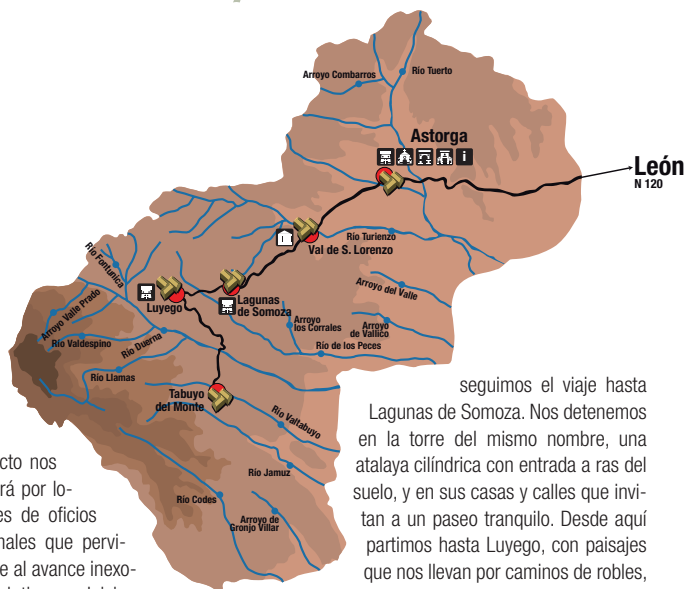 Arroyo Combarros
Río Tuerto
Astorga
i
León
N 120
Río Turienzo
Val de S. Lorenzo
Río Fontunica
Arroyo del Valle
Luyego
Lagunas
de Somoza
Arroyo Valle Prado
Arroyo
los Corrales
Arroyo
de Vallico
Río Valdespino
Río Duerna
Río de los Peces
Río Llamas
Tabuyo
del Monte
Río Valtabuyo
Río Jamuz
Río Codes
Arroyo de
Gronjo Villar
cto nos
rá por lo-
es de oficios
nales que pervi-
e al avance inexo-
seguimos el viaje hasta
Lagunas de Somoza. Nos detenemos
en la torre del mismo nombre, una
atalaya cilíndrica con entrada a ras del
suelo, y en sus casas y calles que invi-
tan a un paseo tranquilo. Desde aquí
partimos hasta Luyego, con paisajes
que nos llevan por caminos de robles,